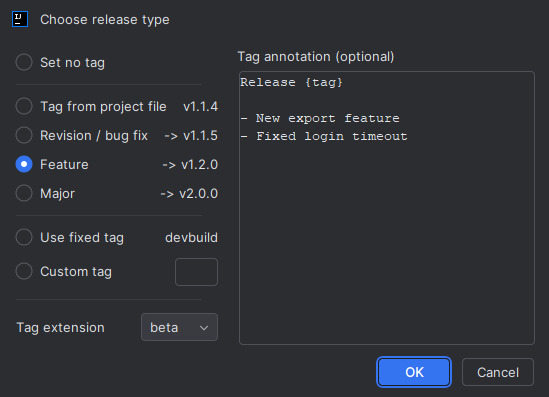 Choose release type
Set no tag
Tag from project file v1.1.4
Revision / bug fix -> v1.1.5
Feature -> v1.2.0
Major -> v2.0.0
Use fixed tag devbuild
Custom tag
Tag extension beta
Tag annotation (optional)
Release {tag}
- New export feature
- Fixed login timeout
OK Cancel